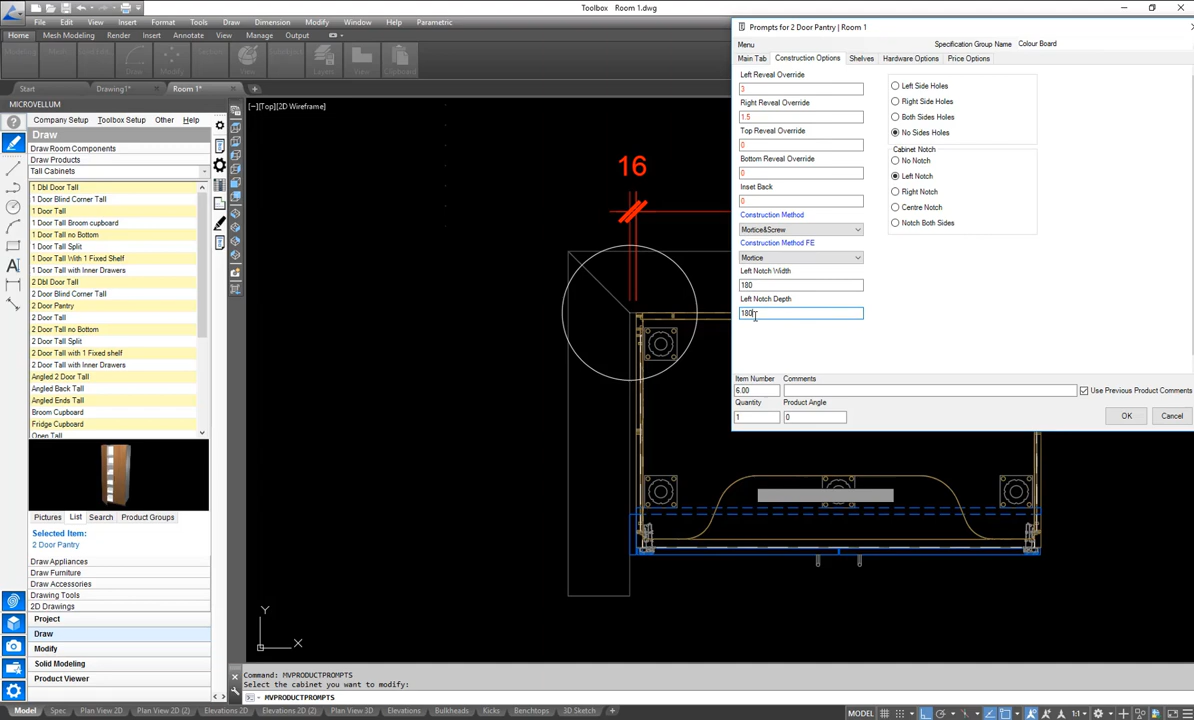 Toolbox   Room 1.dwg
File Edit View Insert Format Tools Draw Dimension Modify Window Help Parametric
Home Mesh Modeling Render Insert Annotate View Manage Output
Modeling Mesh Draw Modify Section View Layers Clipboard View
Start Drawing1* Room 1*
[−][Top][2D Wireframe]
MICROVELLUM
Company Setup Toolbox Setup Other Help
Draw
Draw Room Components
Draw Products
Tall Cabinets
1 Dbl Door Tall
1 Door Blind Corner Tall
1 Door Tall
1 Door Tall Broom cupboard
1 Door Tall no Bottom
1 Door Tall Split
1 Door Tall With 1 Fixed Shelf
1 Door Tall with Inner Drawers
2 Dbl Door Tall
2 Door Blind Corner Tall
2 Door Pantry
2 Door Tall
2 Door Tall no Bottom
2 Door Tall Split
2 Door Tall with 1 Fixed shelf
2 Door Tall with Inner Drawers
Angled 2 Door Tall
Angled Back Tall
Angled Ends Tall
Broom Cupboard
Fridge Cupboard
Open Tall
Pictures List Search Product Groups
Selected Item:
2 Door Pantry
Draw Appliances
Draw Furniture
Draw Accessories
Drawing Tools
2D Drawings
Project
Draw
Modify
Solid Modeling
Product Viewer
16
Y
X
Prompts for 2 Door Pantry | Room 1
Menu
Specification Group Name Colour Board
Main Tab Construction Options Shelves Hardware Options Price Options
Left Reveal Override
3
Right Reveal Override
1.5
Top Reveal Override
0
Bottom Reveal Override
0
Inset Back
0
Construction Method
Mortice&Screw
Construction Method FE
Mortice
Left Notch Width
180
Left Notch Depth
180
Left Side Holes
Right Side Holes
Both Sides Holes
No Sides Holes
Cabinet Notch
No Notch
Left Notch
Right Notch
Centre Notch
Notch Both Sides
Item Number Comments
6.00 Use Previous Product Comments
Quantity Product Angle
1 0 OK Cancel
Command: MVPRODUCTPROMPTS
Select the cabinet you want to modify:
MVPRODUCTPROMPTS
Model Spec Plan View 2D Plan View 2D (2) Elevations 2D Elevations 2D (2) Plan View 3D Elevations Bulkheads Kicks Benchtops 3D Sketch +
MODEL 1:1